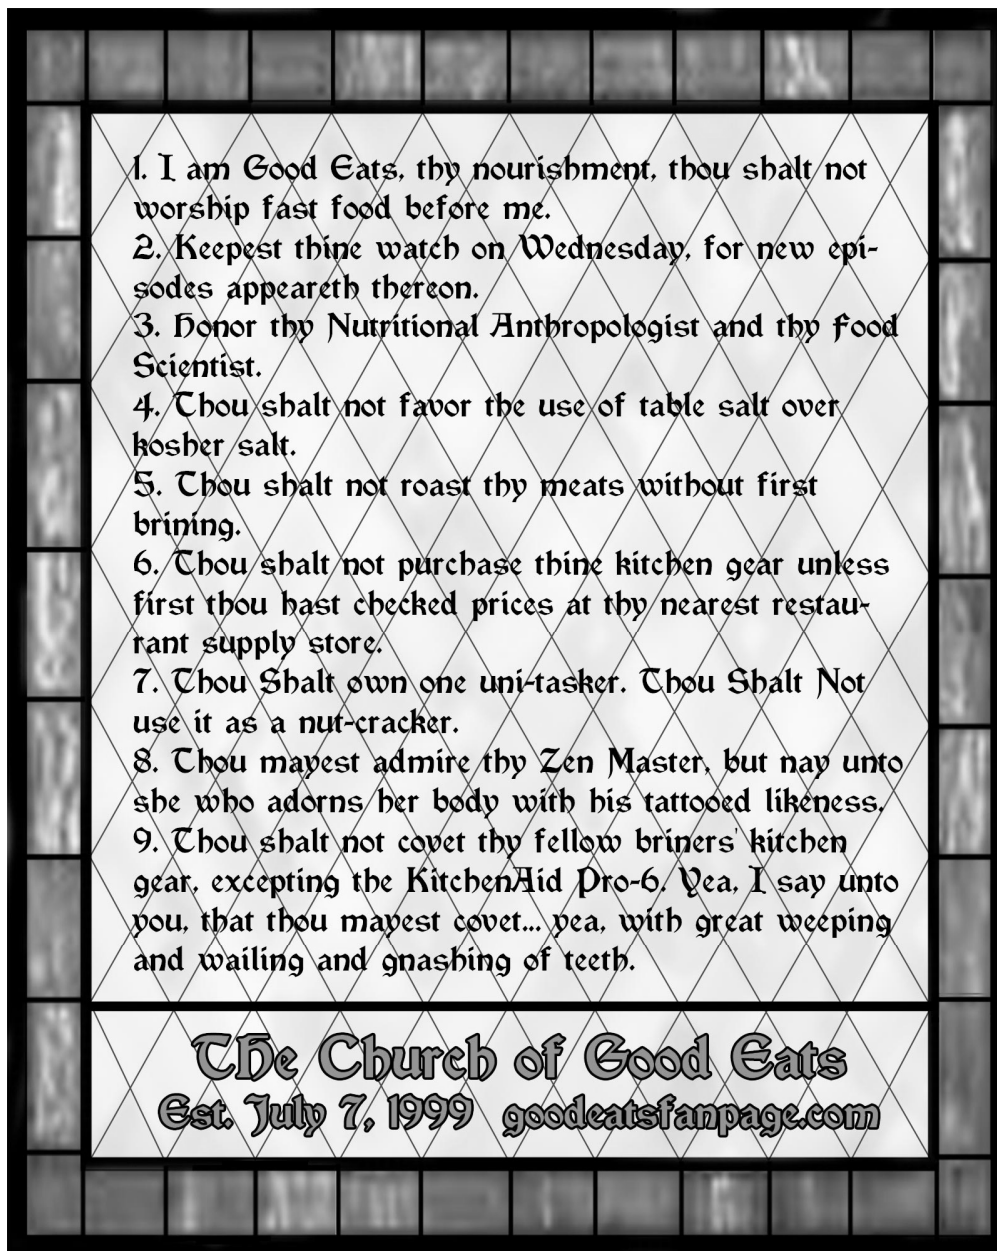 1. I am Good Eats, thy nourishment, thou shalt not
worship fast food before me.
2. Keepest thine watch on Wednesday, for new epi-
sodes appeareth thereon.
3. Honor thy Nutritional Anthropologist and thy Food
Scientist.
4. Thou shalt not favor the use of table salt over
kosher salt.
5. Thou shalt not roast thy meats without first
brining.
6. Thou shalt not purchase thine kitchen gear unless
first thou hast checked prices at thy nearest restau-
rant supply store.
7. Thou Shalt own one uni-tasker. Thou Shalt Not
use it as a nut-cracker.
8. Thou mayest admire thy Zen Master, but nay unto
she who adorns her body with his tattooed likeness.
9. Thou shalt not covet thy fellow briners' kitchen
gear, excepting the KitchenAid Pro-6. Yea, I say unto
you, that thou mayest covet... yea, with great weeping
and wailing and gnashing of teeth.
The Church of Good Eats
Est. July 7, 1999 goodeatsfanpage.com